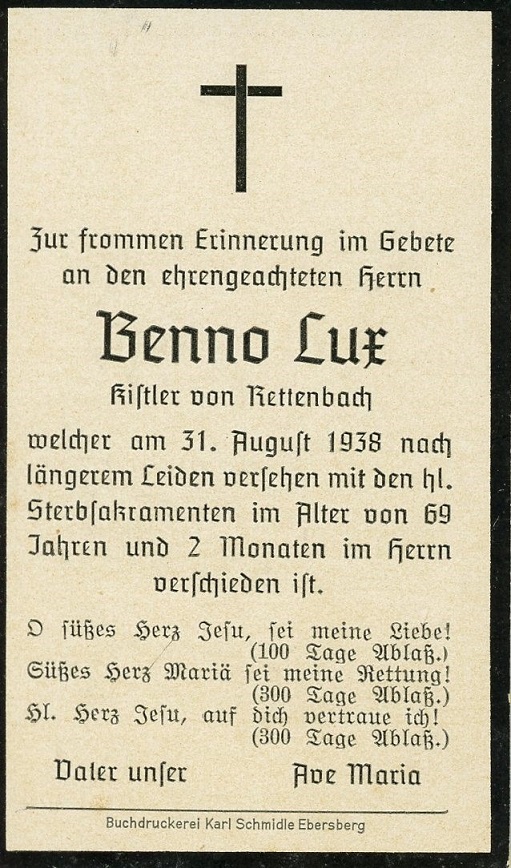 Zur frommen Erinnerung im Gebete
an den ehrengeachteten Herrn
Benno Lux
Kistler von Rettenbach
welcher am 31. August 1938 nach
längerem Leiden versehen mit den hl.
Sterbsakramenten im Alter von 69
Jahren und 2 Monaten im Herrn
verschieden ist.
O süßes Herz Jesu, sei meine Liebe!
(100 Tage Ablaß.)
Süßes Herz Mariä sei meine Rettung!
(300 Tage Ablaß.)
Hl. Herz Jesu, auf dich vertraue ich!
(300 Tage Ablaß.)
Vater unser Ave Maria
Buchdruckerei Karl Schmidle Ebersberg